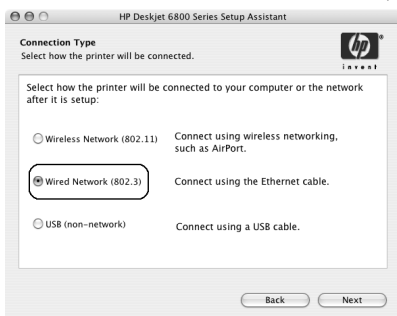 HP Deskjet 6800 Series Setup Assistant
Connection Type
Select how the printer will be connected.
hp
®
invent
Select how the printer will be connected to your computer or the network
after it is setup:
Wireless Network (802.11)
Connect using wireless networking,
such as AirPort.
Wired Network (802.3)
Connect using the Ethernet cable.
USB (non-network)
Connect using a USB cable.
Back
Next